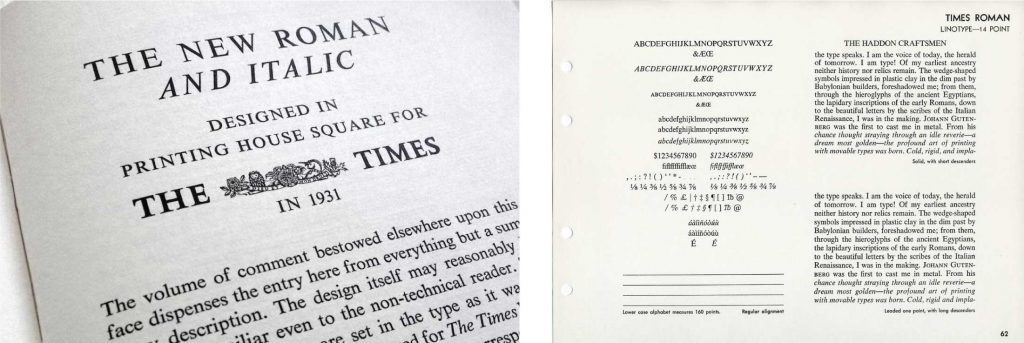 THE NEW ROMAN
AND ITALIC
DESIGNED IN
PRINTING HOUSE SQUARE FOR
THE TIMES
IN 1931
The volume of comment bestowed elsewhere upon this
face dispenses the entry here from everything but a sum
description. The design itself may reasonably
even to the non-technical reader.
set in the type as it wa
for The Times
TIMES ROMAN
LINOTYPE—14 POINT
ABCDEFGHIJKLMNOPQRSTUVWXYZ
&ÆŒ
ABCDEFGHIJKLMNOPQRSTUVWXYZ
&ÆŒ
ABCDEFGHIJKLMNOPQRSTUVWXYZ
&ÆŒ
abcdefghijklmnopqrstuvwxyz
abcdefghijklmnopqrstuvwxyz
abcdefghijklmnopqrstuvwxyz
$1234567890 $1234567890
É É
Lower case alphabet measures 160 points. Regular alignment
THE HADDON CRAFTSMEN
the type speaks. I am the voice of today, the herald
of tomorrow. I am type! Of my earliest ancestry
neither history nor relics remain. The wedge-shaped
symbols impressed in plastic clay in the dim past by
Babylonian builders, foreshadowed me; from them,
through the hieroglyphs of the ancient Egyptians,
the lapidary inscriptions of the early Romans, down
to the beautiful letters by the scribes of the Italian
Renaissance, I was in the making. JOHANN GUTEN-
BERG was the first to cast me in metal. From his
chance thought straying through an idle reverie—a
dream most golden—the profound art of printing
with movable types was born. Cold, rigid, and impla-
Solid, with short descenders
the type speaks. I am the voice of today, the herald
of tomorrow. I am type! Of my earliest ancestry
neither history nor relics remain. The wedge-shaped
symbols impressed in plastic clay in the dim past by
Babylonian builders, foreshadowed me; from them,
through the hieroglyphs of the ancient Egyptians,
the lapidary inscriptions of the early Romans, down
to the beautiful letters by the scribes of the Italian
Renaissance, I was in the making. JOHANN GUTEN-
BERG was the first to cast me in metal. From his
chance thought straying through an idle reverie—a
dream most golden—the profound art of printing
with movable types was born. Cold, rigid and impla-
Leaded one point, with long descenders
62